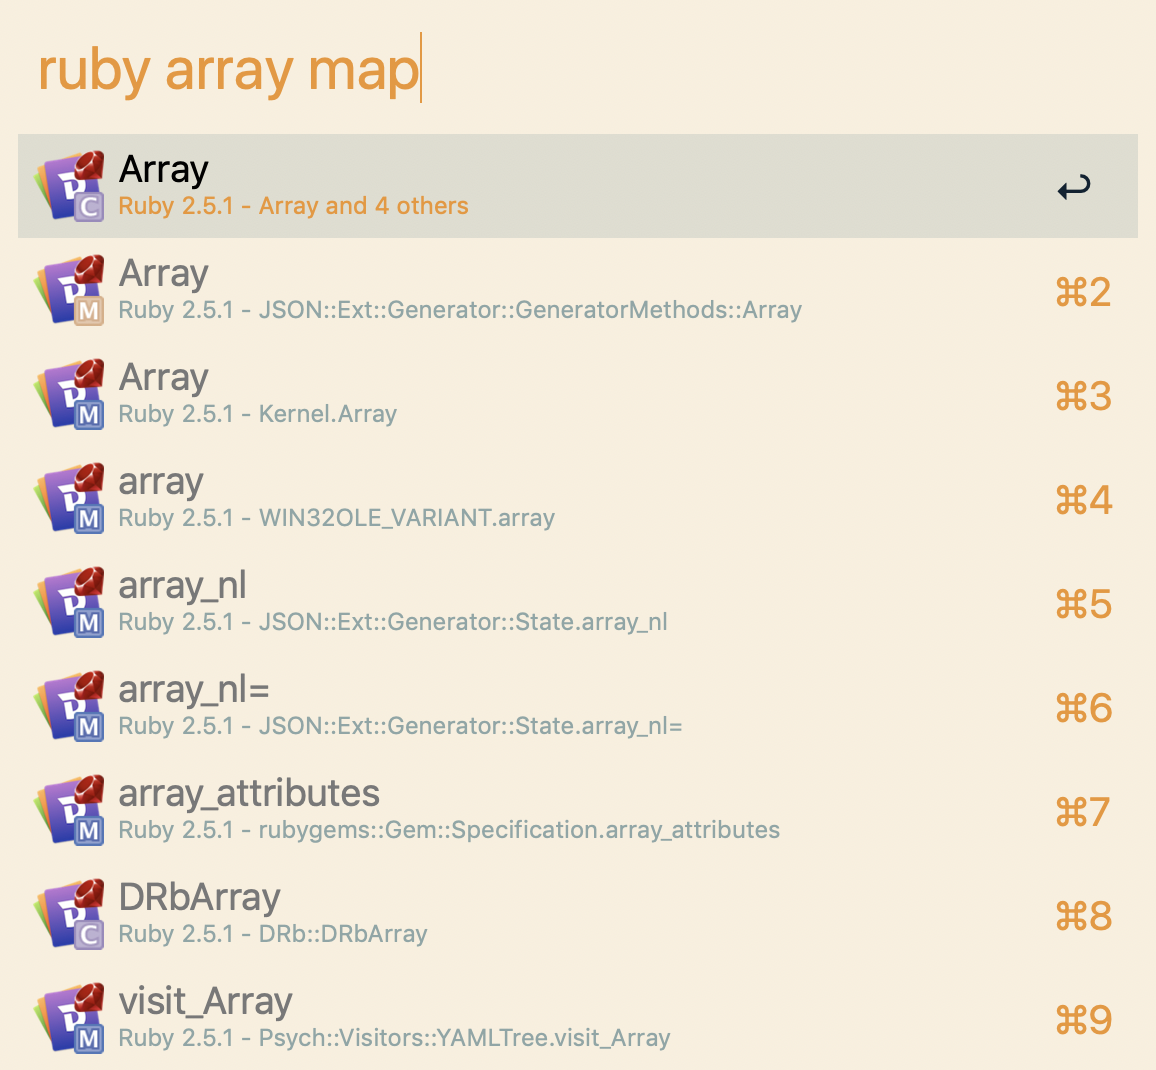 ruby array map
Array
Ruby 2.5.1 - Array and 4 others
C
↩
Array
Ruby 2.5.1 - JSON::Ext::Generator::GeneratorMethods::Array
M
⌘2
Array
Ruby 2.5.1 - Kernel.Array
M
⌘3
array
Ruby 2.5.1 - WIN32OLE_VARIANT.array
M
⌘4
array_nl
Ruby 2.5.1 - JSON::Ext::Generator::State.array_nl
M
⌘5
array_nl=
Ruby 2.5.1 - JSON::Ext::Generator::State.array_nl=
M
⌘6
array_attributes
Ruby 2.5.1 - rubygems::Gem::Specification.array_attributes
M
⌘7
DRbArray
Ruby 2.5.1 - DRb::DRbArray
C
⌘8
visit_Array
Ruby 2.5.1 - Psych::Visitors::YAMLTree.visit_Array
M
⌘9